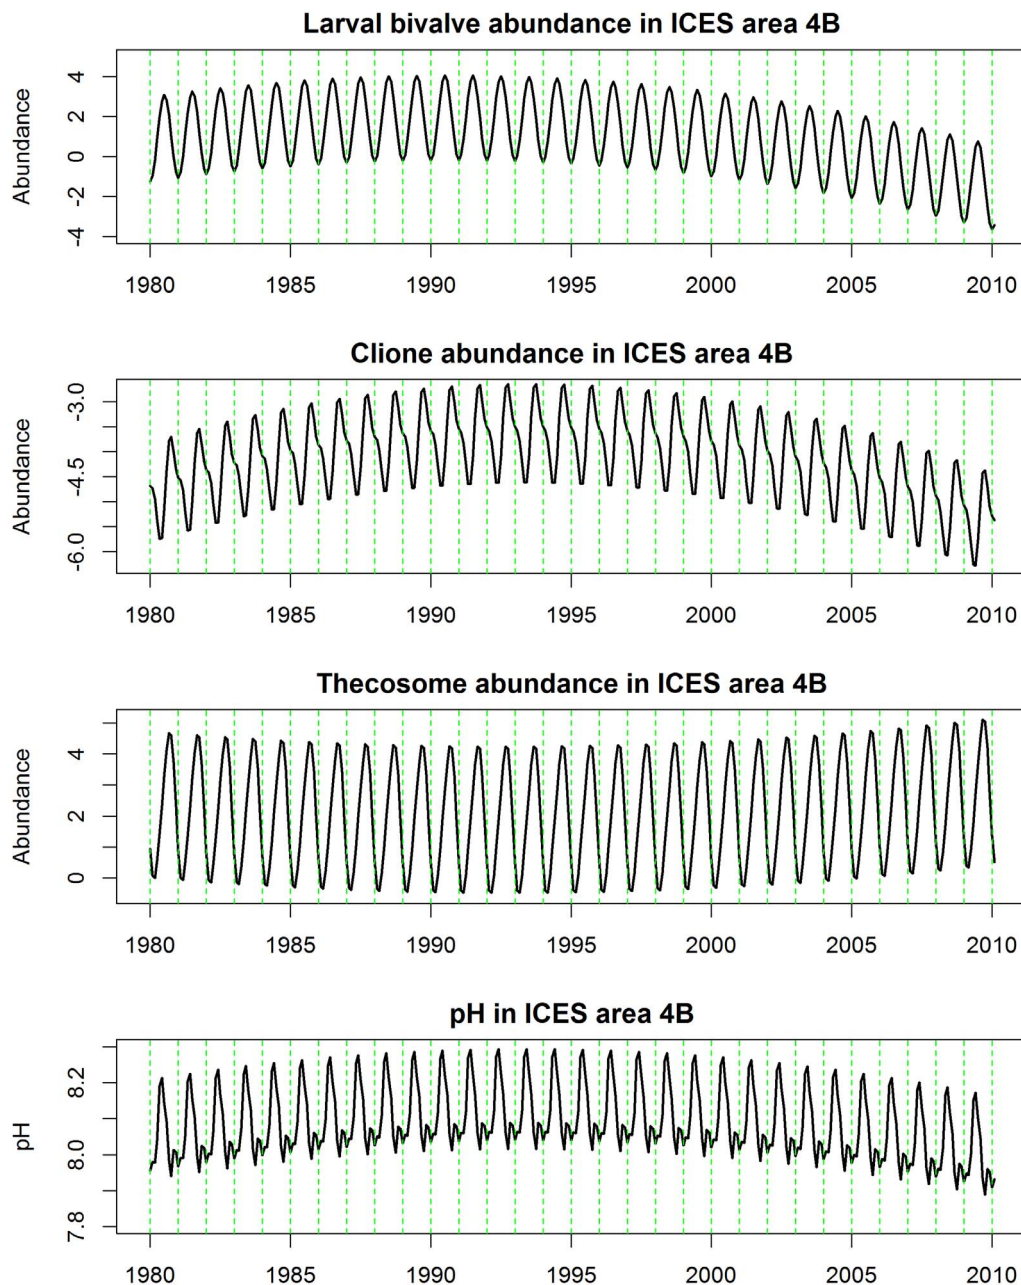 Larval bivalve abundance in ICES area 4B
Abundance
4
2
0
-2
-4
1980 1985 1990 1995 2000 2005 2010
Clione abundance in ICES area 4B
Abundance
-3.0
-4.5
-6.0
1980 1985 1990 1995 2000 2005 2010
Thecosome abundance in ICES area 4B
Abundance
4
2
0
1980 1985 1990 1995 2000 2005 2010
pH in ICES area 4B
pH
8.2
8.0
7.8
1980 1985 1990 1995 2000 2005 2010